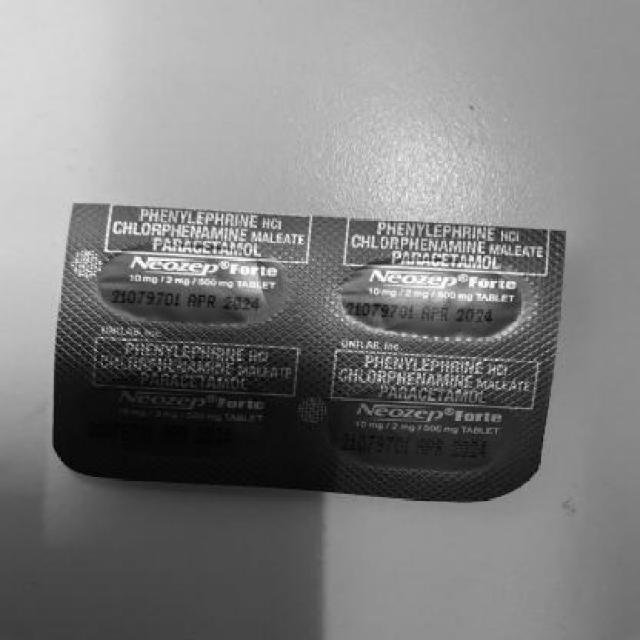 PHENYLEPHRINE HCl
CHLORPHENAMINE MALEATE
PARACETAMOL
Neozep® Forte
10 mg / 2 mg / 500 mg TABLET
21079701 APR 2024
PHENYLEPHRINE HCl
CHLORPHENAMINE MALEATE
PARACETAMOL
Neozep® Forte
10 mg / 2 mg / 500 mg TABLET
21079701 APR 2024
UNILAB, Inc.
PHENYLEPHRINE HCl
CHLORPHENAMINE MALEATE
PARACETAMOL
Neozep® Forte
UNILAB, Inc.
PHENYLEPHRINE HCl
CHLORPHENAMINE MALEATE
PARACETAMOL
Neozep® Forte
10 mg / 2 mg / 500 mg TABLET
21079701 APR 2024